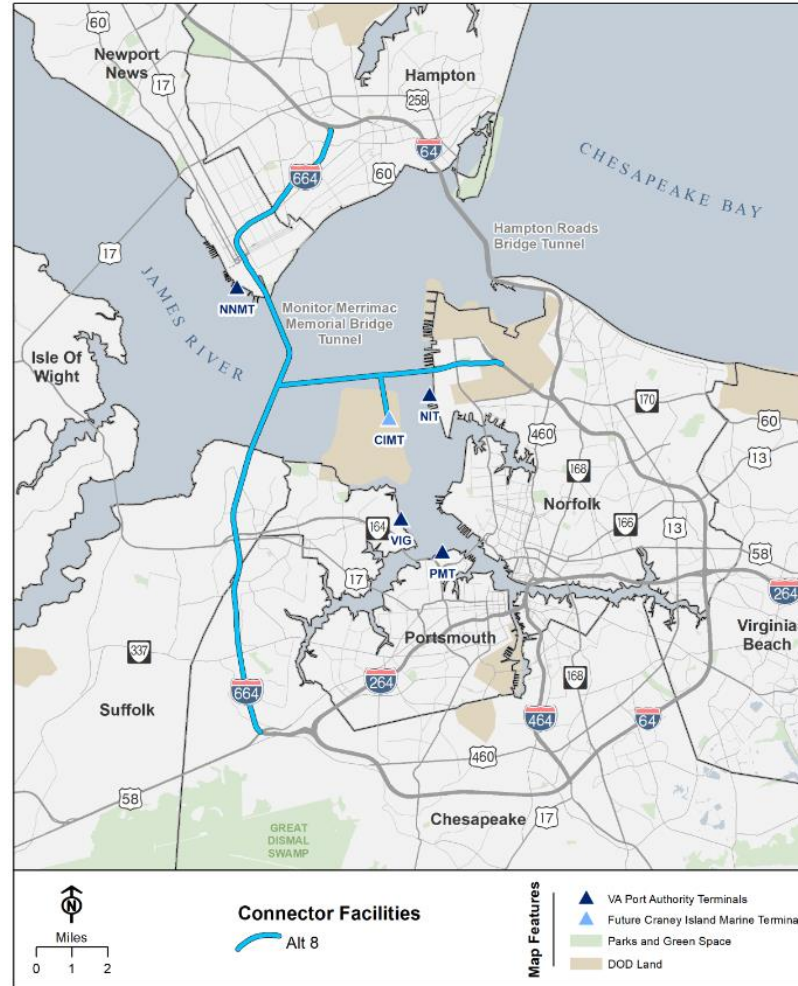 60
Newport
News
17
Hampton
258
64
664
60
CHESAPEAKE BAY
17
Hampton Roads
Bridge Tunnel
JAMES RIVER
NNMT
Monitor Merrimac
Memorial Bridge
Tunnel
Isle Of
Wight
NIT
170
60
CIMT
460
13
168
Norfolk
164
VIG
166
13
17
PMT
58
264
Portsmouth
Virginia
Beach
337
264
168
Suffolk
664
464
64
460
58
Chesapeake
17
GREAT
DISMAL
SWAMP
N
Miles
0 1 2
Connector Facilities
Alt 8
Map Features
VA Port Authority Terminals
Future Craney Island Marine Terminal
Parks and Green Space
DOD Land